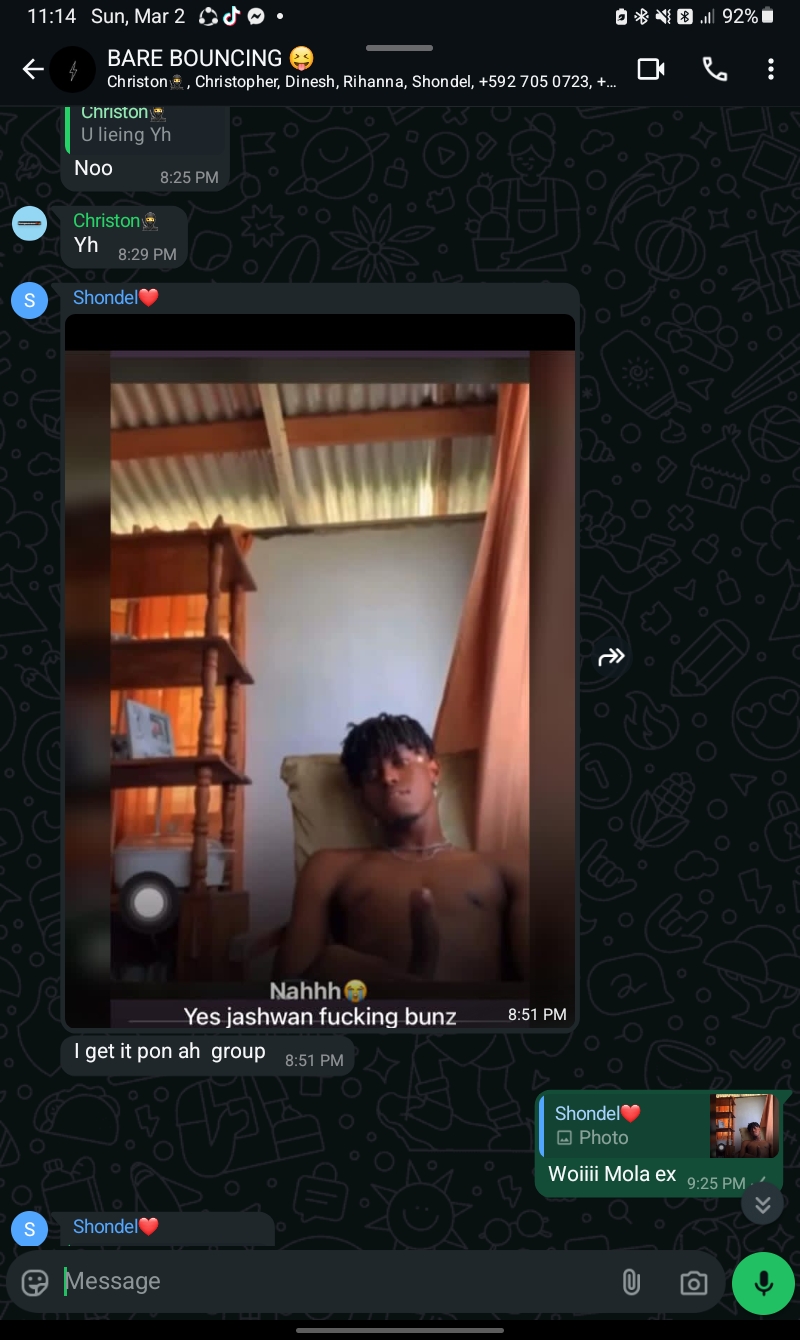 11:14 Sun, Mar 2
92%
BARE BOUNCING 😝
Christon🥷, Christopher, Dinesh, Rihanna, Shondel, +592 705 0723, +...
Christon🥷
U lieing Yh
Noo
8:25 PM
Christon🥷
Yh
8:29 PM
S
Shondel❤️
Nahhh😭
Yes jashwan fucking bunz
8:51 PM
I get it pon ah group
8:51 PM
Shondel❤️
Photo
Woiiii Mola ex
9:25 PM
S
Shondel❤️
Message